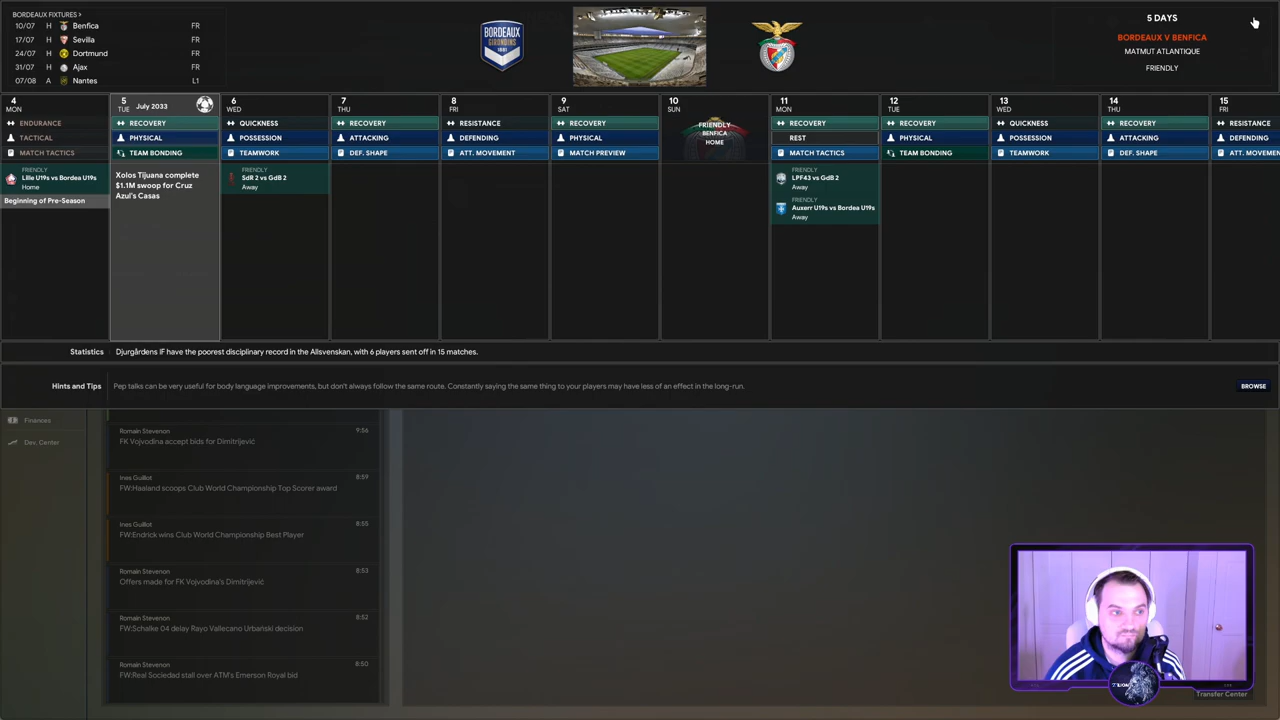 BORDEAUX FIXTURES >
10/07 H Benfica FR
17/07 H Sevilla FR
24/07 H Dortmund FR
31/07 H Ajax FR
07/08 A Nantes L1
BORDEAUX
GIRONDINS
5 DAYS
BORDEAUX V BENFICA
MATMUT ATLANTIQUE
FRIENDLY
4 MON
ENDURANCE
TACTICAL
MATCH TACTICS
FRIENDLY
Lille U19s vs Bordea U19s
Home
Beginning of Pre-Season
5 TUE July 2033
RECOVERY
PHYSICAL
TEAM BONDING
Xolos Tijuana complete
$1.1M swoop for Cruz
Azul's Casas
6 WED
QUICKNESS
POSSESSION
TEAMWORK
FRIENDLY
SdR 2 vs GdB 2
Away
7 THU
RECOVERY
ATTACKING
DEF. SHAPE
8 FRI
RESISTANCE
DEFENDING
ATT. MOVEMENT
9 SAT
RECOVERY
PHYSICAL
MATCH PREVIEW
10 SUN
FRIENDLY
BENFICA
HOME
11 MON
RECOVERY
REST
MATCH TACTICS
FRIENDLY
LPF43 vs GdB 2
Away
FRIENDLY
Auxerr U19s vs Bordea U19s
Away
12 TUE
RECOVERY
PHYSICAL
TEAM BONDING
13 WED
QUICKNESS
POSSESSION
TEAMWORK
14 THU
RECOVERY
ATTACKING
DEF. SHAPE
15 FRI
RESISTANCE
DEFENDING
ATT. MOVEMEN
Statistics Djurgårdens IF have the poorest disciplinary record in the Allsvenskan, with 6 players sent off in 15 matches.
Hints and Tips Pep talks can be very useful for body language improvements, but don't always follow the same route. Constantly saying the same thing to your players may have less of an effect in the long-run.
BROWSE
Finances
Dev. Center
Romain Stevenon 9:56
FK Vojvodina accept bids for Dimitrijević
Ines Guillot 8:59
FW:Haaland scoops Club World Championship Top Scorer award
Ines Guillot 8:55
FW:Endrick wins Club World Championship Best Player
Romain Stevenon 8:53
Offers made for FK Vojvodina's Dimitrijević
Romain Stevenon 8:52
FW:Schalke 04 delay Rayo Vallecano Urbański decision
Romain Stevenon 8:50
FW:Real Sociedad stall over ATM's Emerson Royal bid
Transfer Center